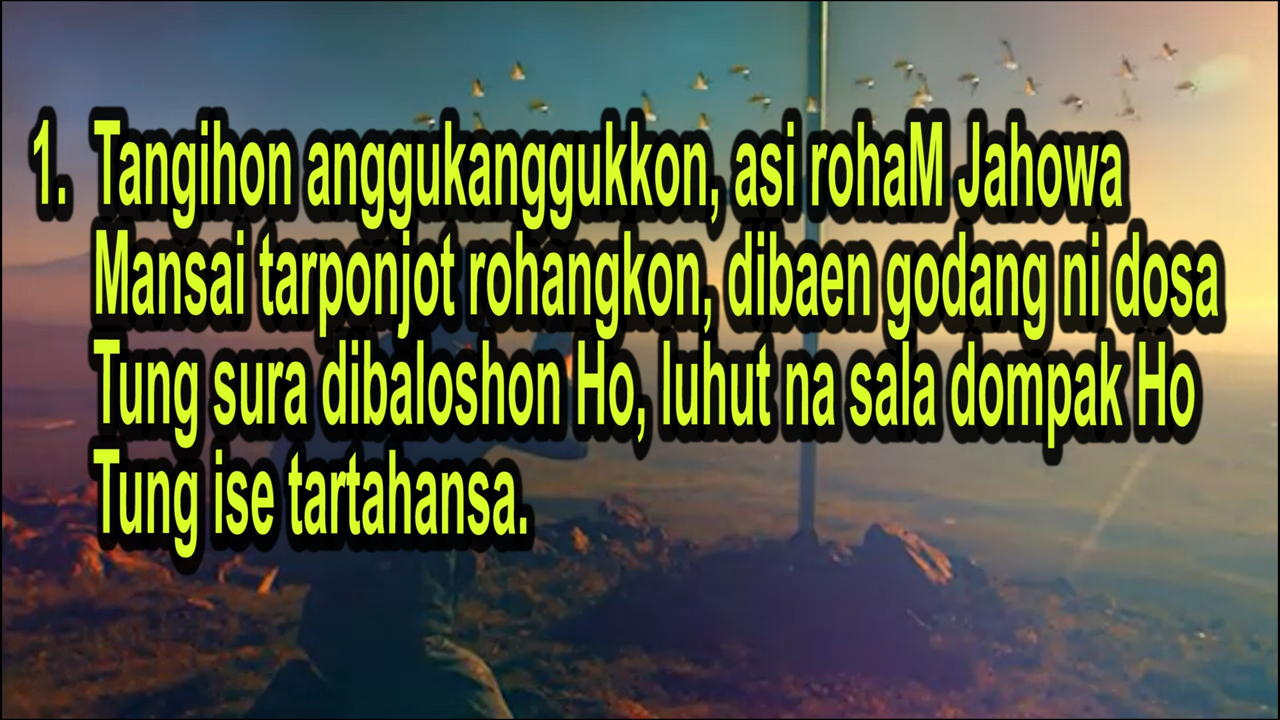 1. Tangihon anggukanggukkon, asi rohaM Jahowa
Mansai tarponjot rohangkon, dibaen godang ni dosa
Tung sura dibaloshon Ho, luhut na sala dompak Ho
Tung ise tartahansa.